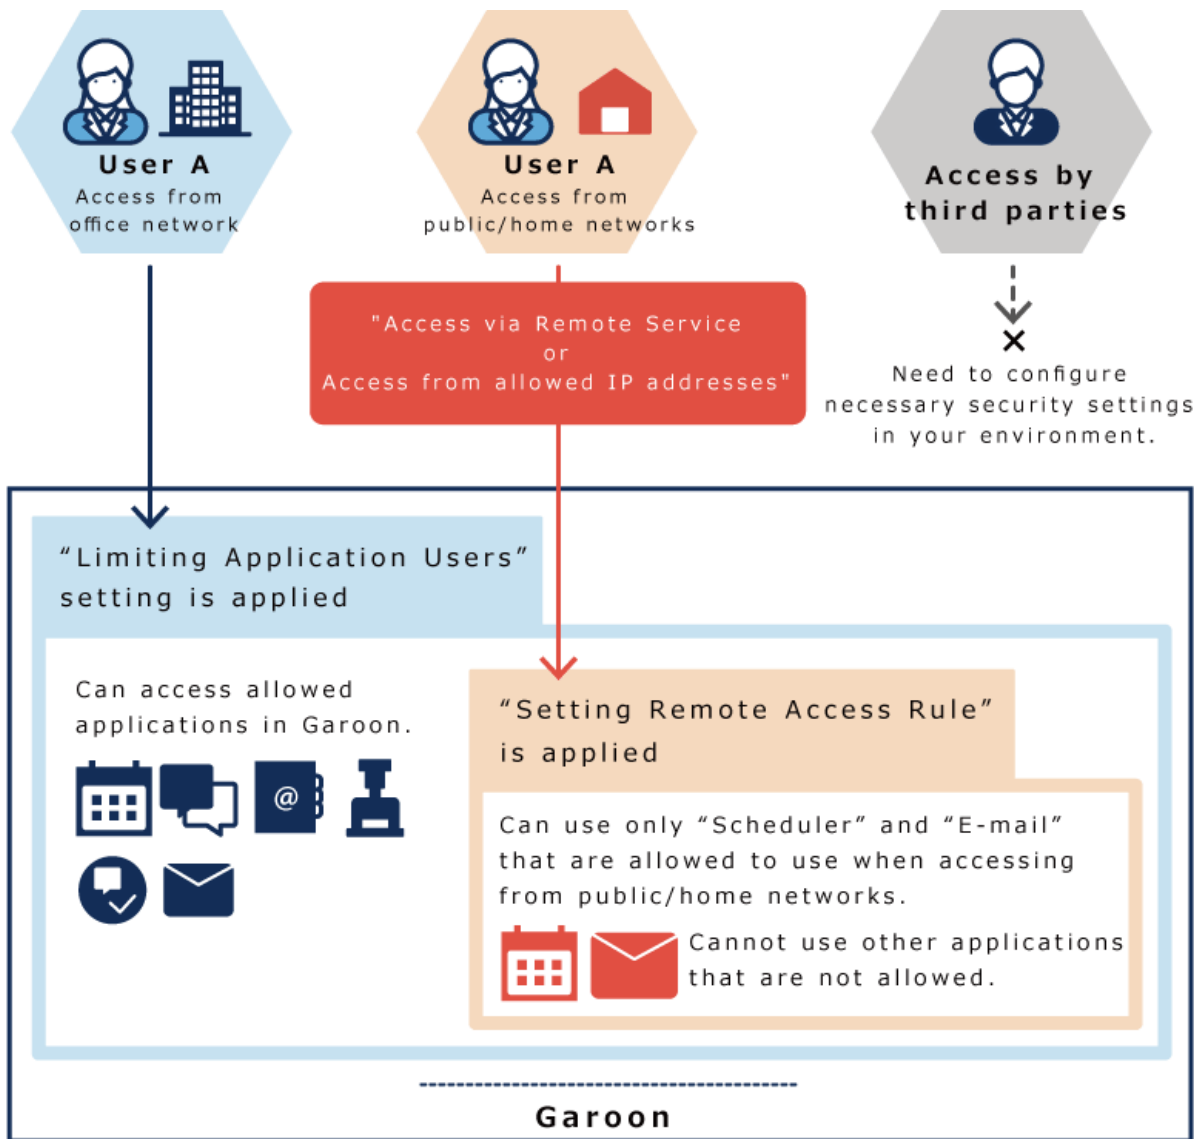 User A
Access from
office network
User A
Access from
public/home networks
Access by
third parties
"Access via Remote Service
or
Access from allowed IP addresses"
Need to configure
necessary security settings
in your environment.
“Limiting Application Users”
setting is applied
Can access allowed
applications in Garoon.
@
“Setting Remote Access Rule”
is applied
Can use only “Scheduler” and “E-mail”
that are allowed to use when accessing
from public/home networks.
Cannot use other applications
that are not allowed.
Garoon